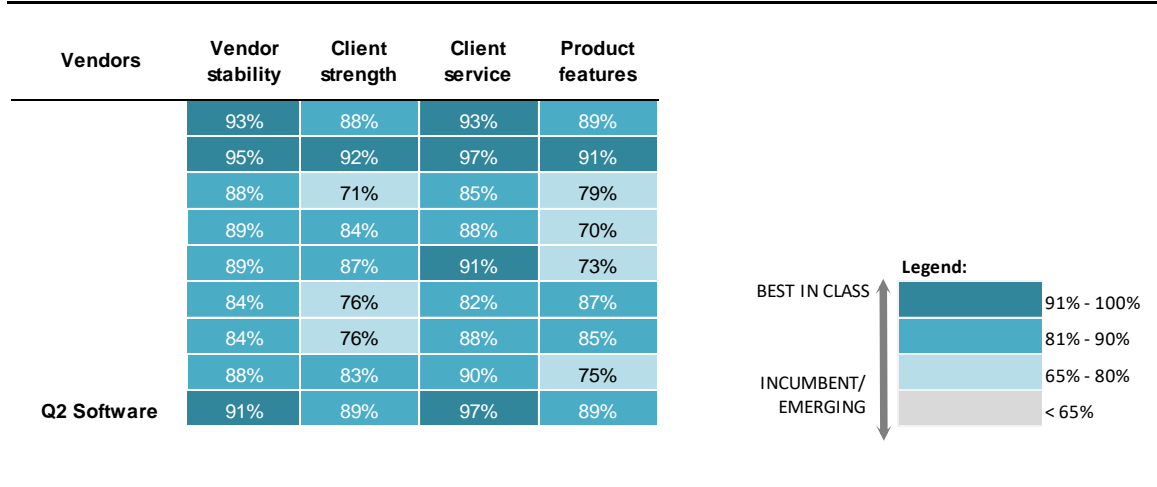 Vendors Vendor stability Client strength Client service Product features
93% 88% 93% 89%
95% 92% 97% 91%
88% 71% 85% 79%
89% 84% 88% 70%
89% 87% 91% 73%
84% 76% 82% 87%
84% 76% 88% 85%
88% 83% 90% 75%
Q2 Software 91% 89% 97% 89%
Legend:
BEST IN CLASS
91% - 100%
81% - 90%
65% - 80%
INCUMBENT/
EMERGING
< 65%